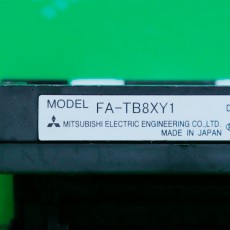 MODEL FA-TB8XY1
MITSUBISHI ELECTRIC ENGINEERING CO.,LTD.
MADE IN JAPAN